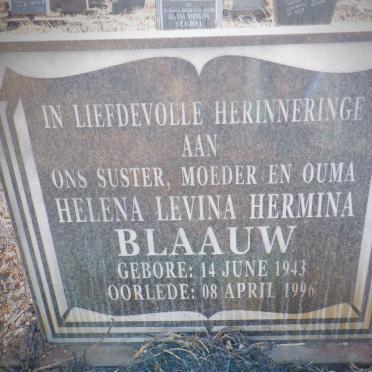 IN LIEFDEVOLLE HERINNERINGE
AAN
ONS SUSTER, MOEDER EN OUMA
HELENA LEVINA HERMINA
BLAAUW
GEBORE: 14 JUNE 1943
OORLEDE: 08 APRIL 1996